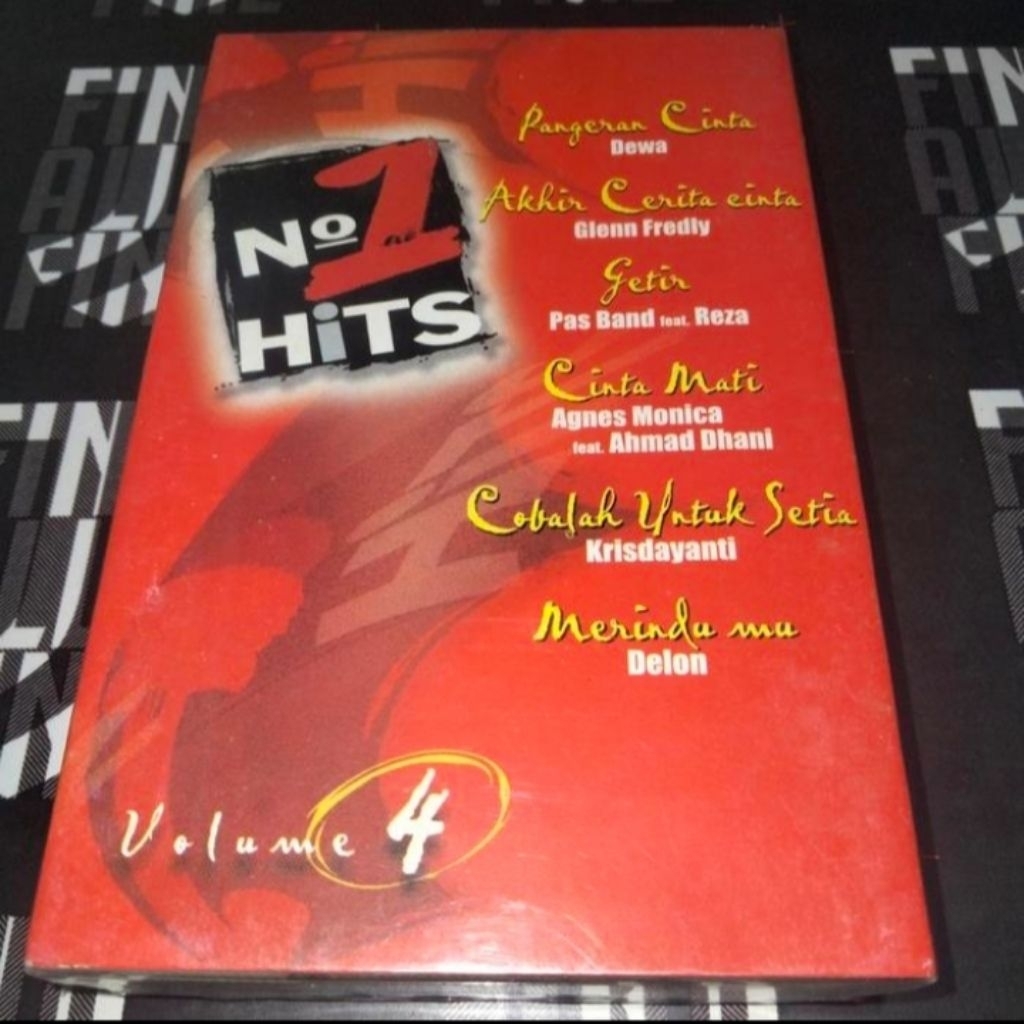 No 1
HiTS
Pangeran Cinta
Dewa
Akhir Cerita cinta
Glenn Fredly
Getir
Pas Band feat. Reza
Cinta Mati
Agnes Monica
feat. Ahmad Dhani
Cobalah Untuk Setia
Krisdayanti
Merindu mu
Delon
Volume 4